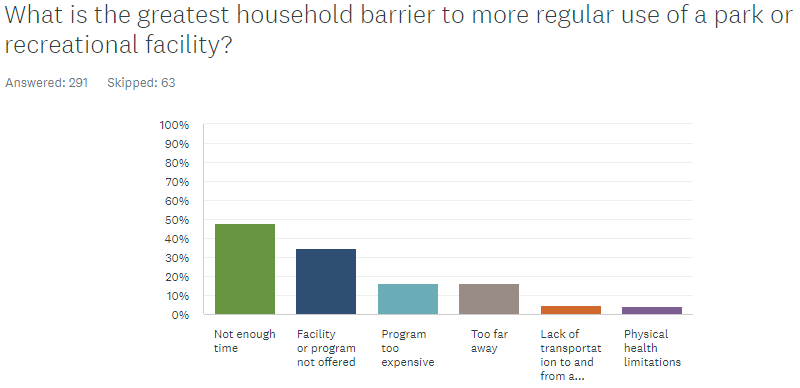 What is the greatest household barrier to more regular use of a park or
recreational facility?
Answered: 291 Skipped: 63
100%
90%
80%
70%
60%
50%
40%
30%
20%
10%
0%
Not enough
time
Facility
or program
not offered
Program
too
expensive
Too far
away
Lack of
transportat
ion to and
from a...
Physical
health
limitations